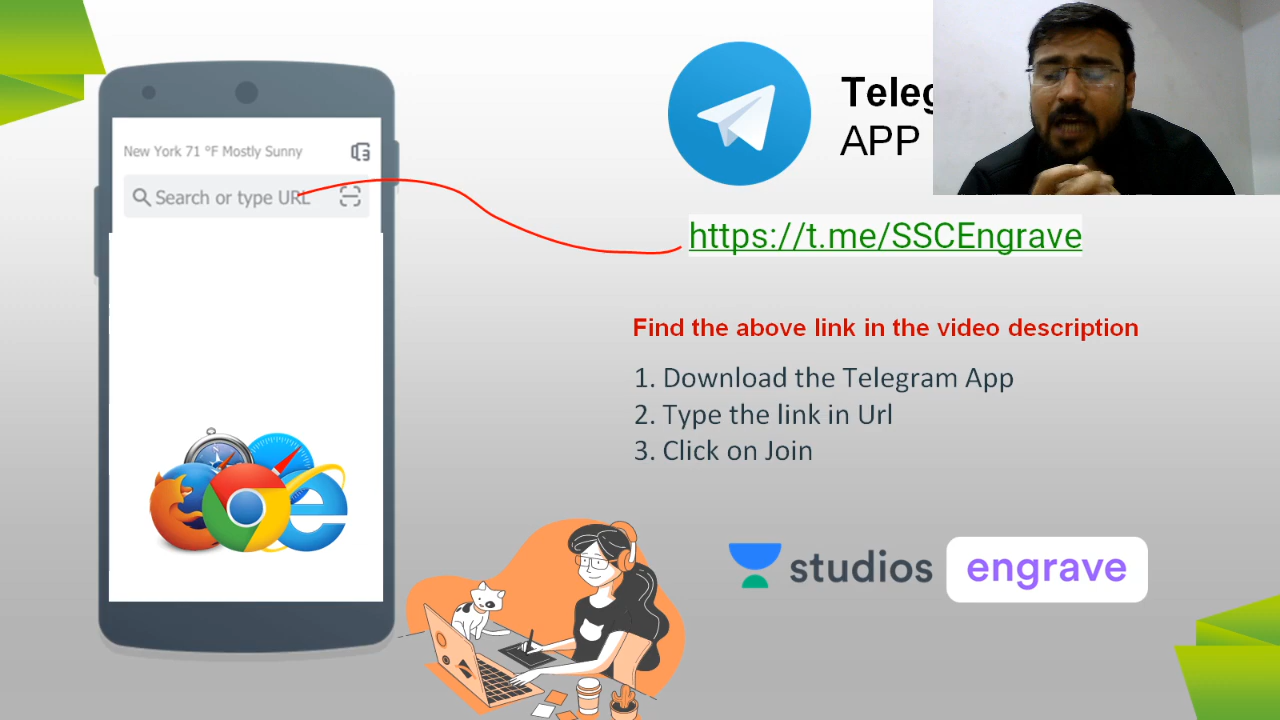 New York 71 °F Mostly Sunny
Search or type URL
APP
https://t.me/SSCEngrave
Find the above link in the video description
1. Download the Telegram App
2. Type the link in Url
3. Click on Join
studios
engrave